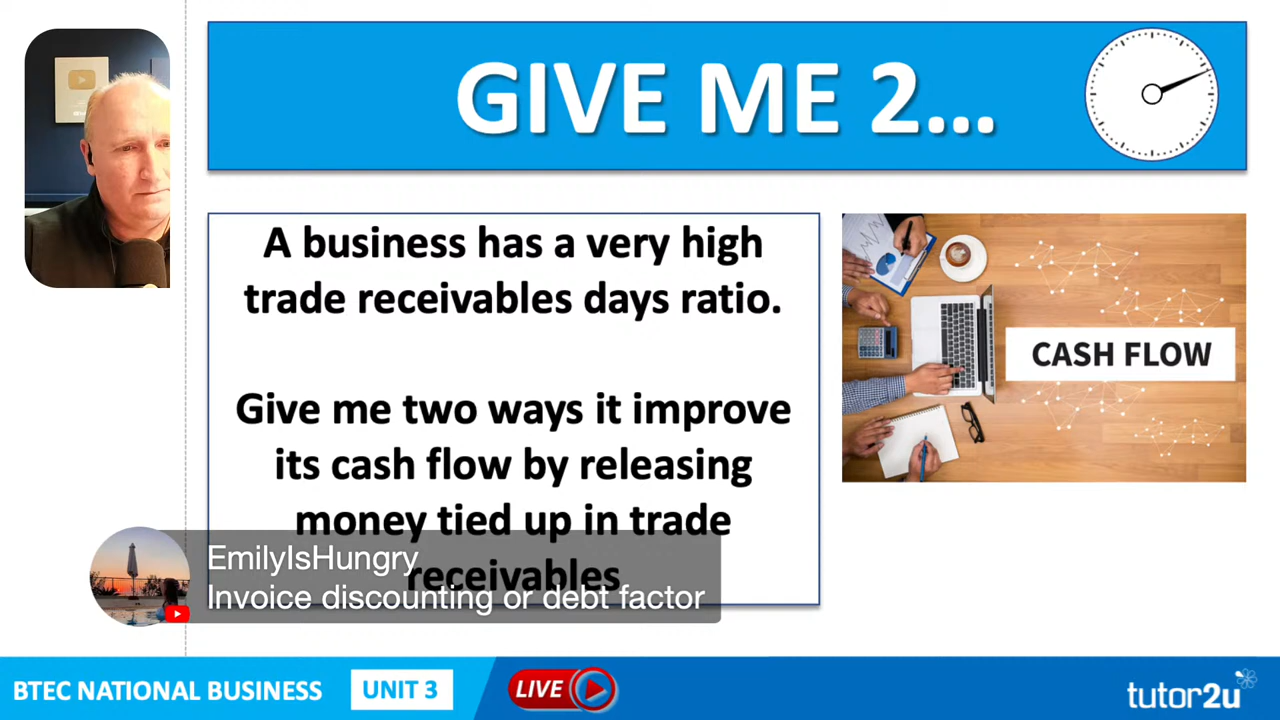 GIVE ME 2...
A business has a very high
trade receivables days ratio.
Give me two ways it improve
its cash flow by releasing
money tied up in trade
receivables
CASH FLOW
EmilyIsHungry
Invoice discounting or debt factor
BTEC NATIONAL BUSINESS
UNIT 3
LIVE
tutor2u